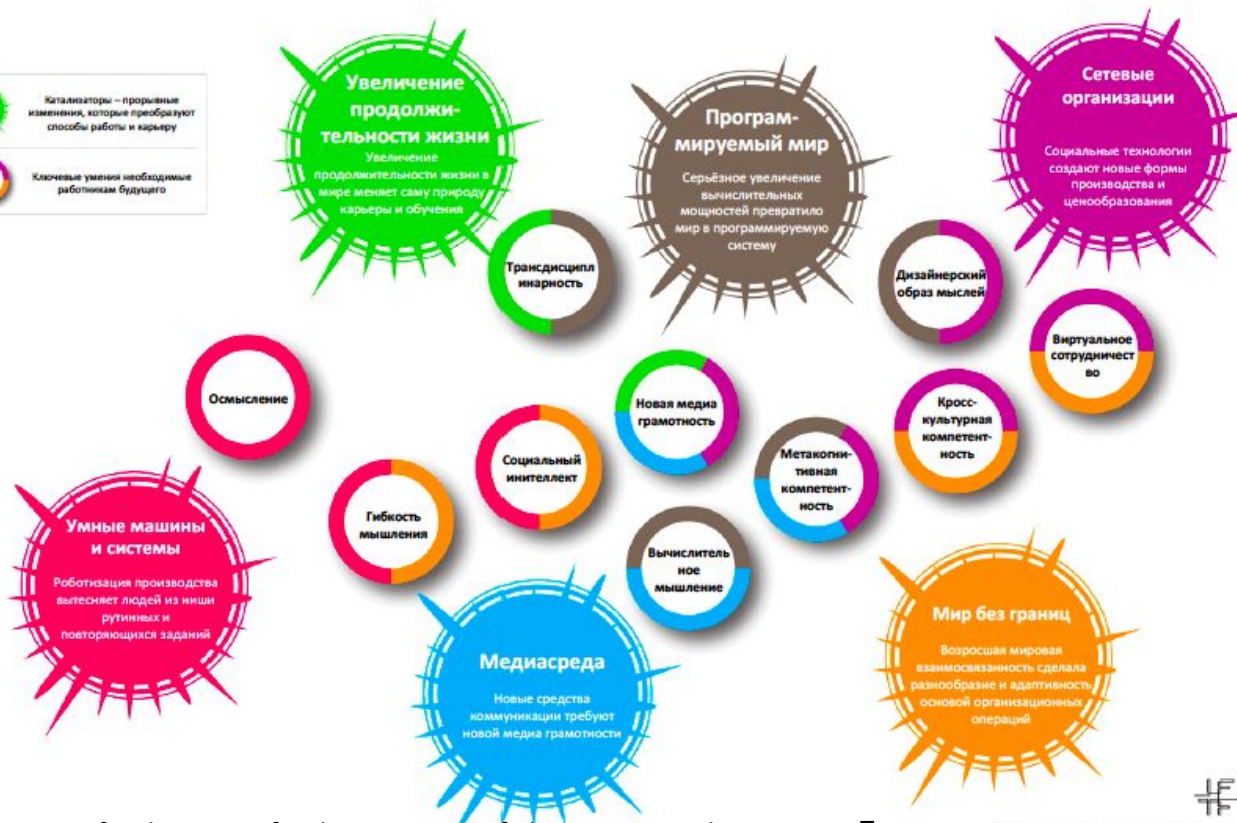 Катализаторы – прорывные
изменения, которые преобразуют
способы работы и карьеру
Ключевые умения необходимые
работникам будущего
Увеличение
продолжи-
тельности жизни
Увеличение
продолжительности жизни в
мире меняет саму природу
карьеры и обучения
Програм-
мируемый мир
Серьёзное увеличение
вычислительных
мощностей превратило
мир в программируемую
систему
Сетевые
организации
Социальные технологии
создают новые формы
производства и
ценообразования
Трансдисципл
инарность
Дизайнерский
образ мыслей
Виртуальное
сотрудничест
во
Осмысление
Новая медиа
грамотность
Кросс-
культурная
компетент-
ность
Социальный
инителлект
Метакогни-
тивная
компетент-
ность
Гибкость
мышления
Вычислитель
ное
мышление
Умные машины
и системы
Роботизация производства
вытесняет людей из ниши
рутинных и
повторяющихся заданий
Медиасреда
Новые средства
коммуникации требуют
новой медиа грамотности
Мир без границ
Возросшая мировая
взаимосвязанность сделала
разнообразие и адаптивность
основой организационных
операций